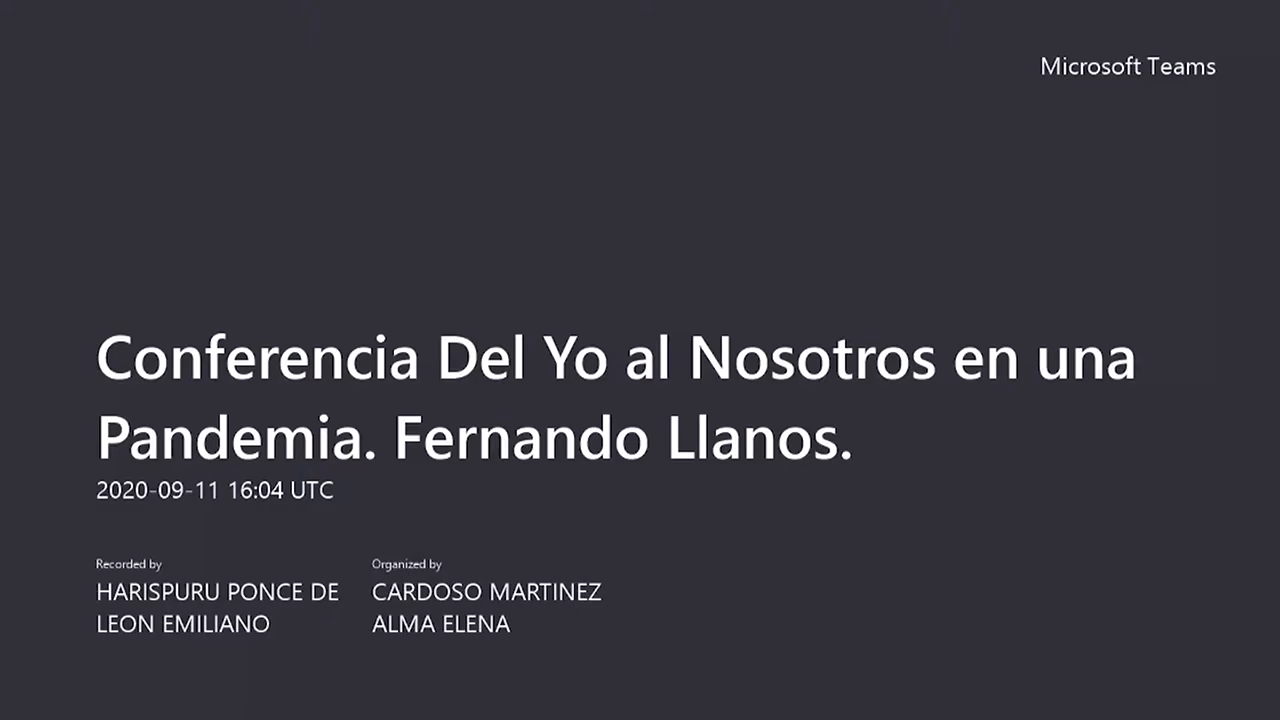 Microsoft Teams
Conferencia Del Yo al Nosotros en una
Pandemia. Fernando Llanos.
2020-09-11 16:04 UTC
Recorded by
HARISPURU PONCE DE
LEON EMILIANO
Organized by
CARDOSO MARTINEZ
ALMA ELENA